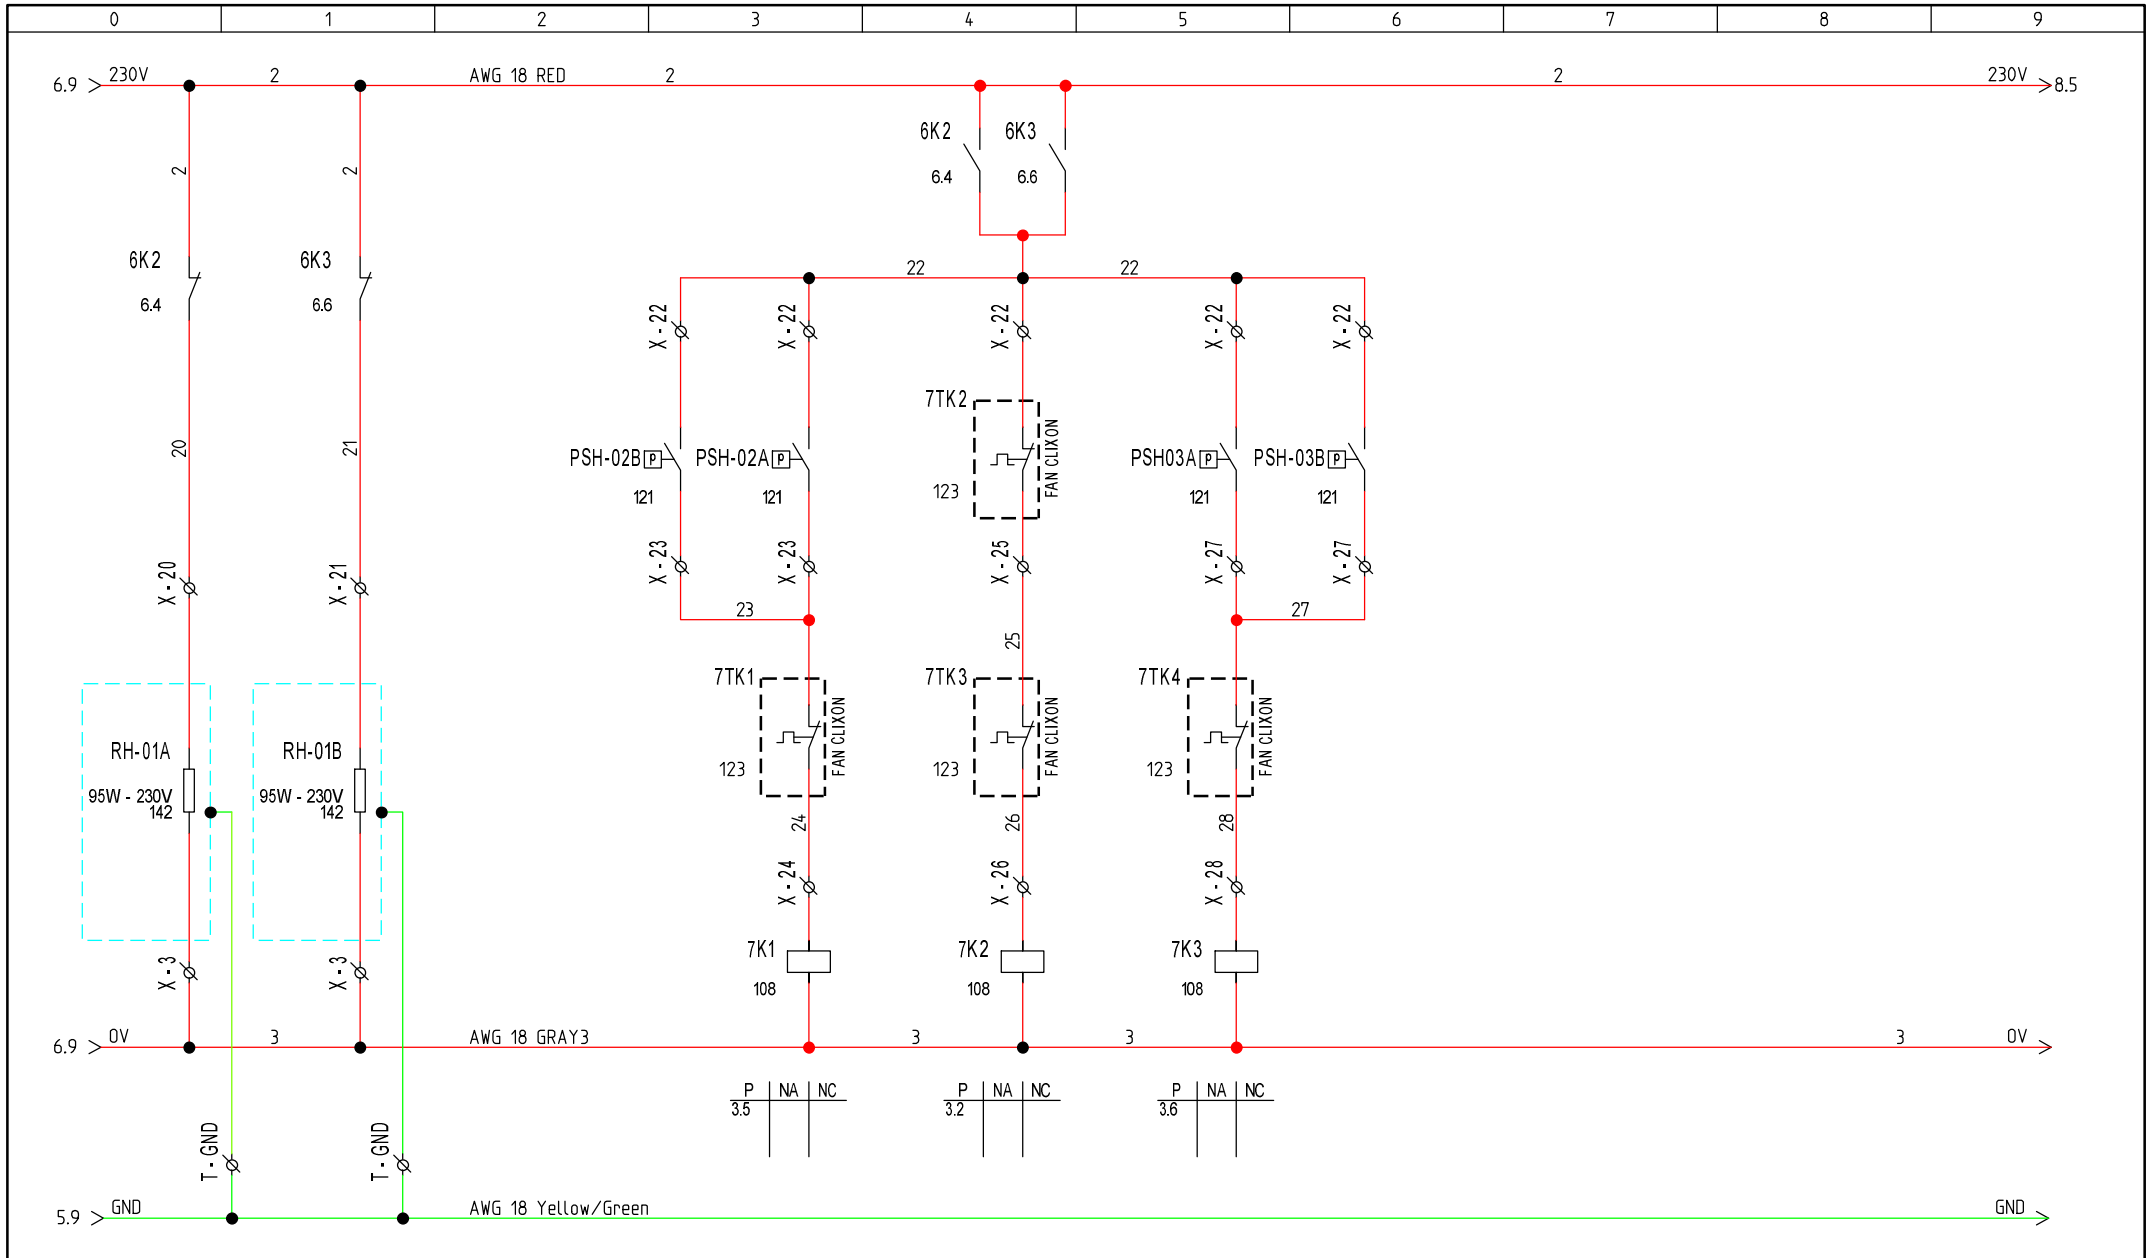 0 1 2 3 4 5 6 7 8 9
6.9 230V 2 AWG 18 RED 2 2 230V 8.5
6K2 6K3
6.4 6.6
2 2
6K2 6K3
6.4 6.6
22 22
X-22 X-22 X-22 X-22 X-22
7TK2
FAN CLIXON
123
20 21
PSH-02B P PSH-02A P PSH03A P PSH-03B P
121 121 121 121
X-20 X-21 X-23 X-23 X-25 X-27 X-27
23 25 27
7TK1 7TK3 7TK4
FAN CLIXON FAN CLIXON FAN CLIXON
123 123 123
RH-01A RH-01B
95W - 230V 95W - 230V
142 142
24 26 28
X-24 X-26 X-28
7K1 7K2 7K3
108 108 108
X-3 X-3
6.9 0V 3 AWG 18 GRAY3 3 3 3 0V
P NA NC P NA NC P NA NC
3.5 3.2 3.6
T-GND T-GND
5.9 GND AWG 18 Yellow/Green GND